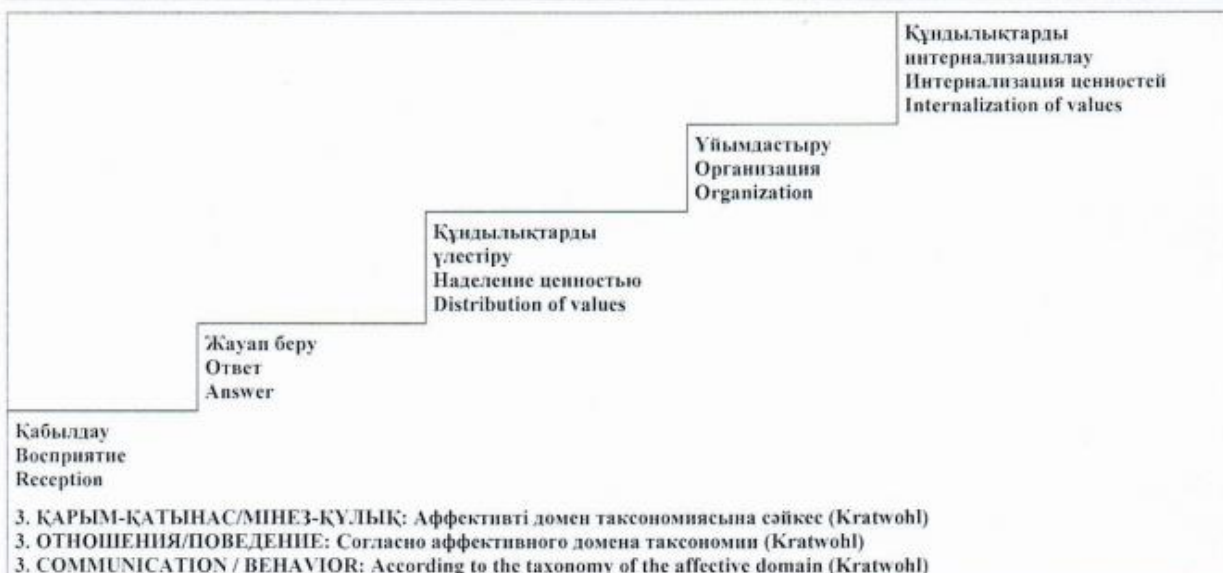 Құндылықтарды
интернализациялау
Интернализация ценностей
Internalization of values
Ұйымдастыру
Организация
Organization
Құндылықтарды
үлестіру
Наделение ценностью
Distribution of values
Жауап беру
Ответ
Answer
Қабылдау
Восприятие
Reception
3. ҚАРЫМ-ҚАТЫНАС/МІНЕЗ-ҚҰЛЫҚ: Аффективті домен таксономиясына сәйкес (Kratwohl)
3. ОТНОШЕНИЯ/ПОВЕДЕНИЕ: Согласно аффективного домена таксономии (Kratwohl)
3. COMMUNICATION / BEHAVIOR: According to the taxonomy of the affective domain (Kratwohl)